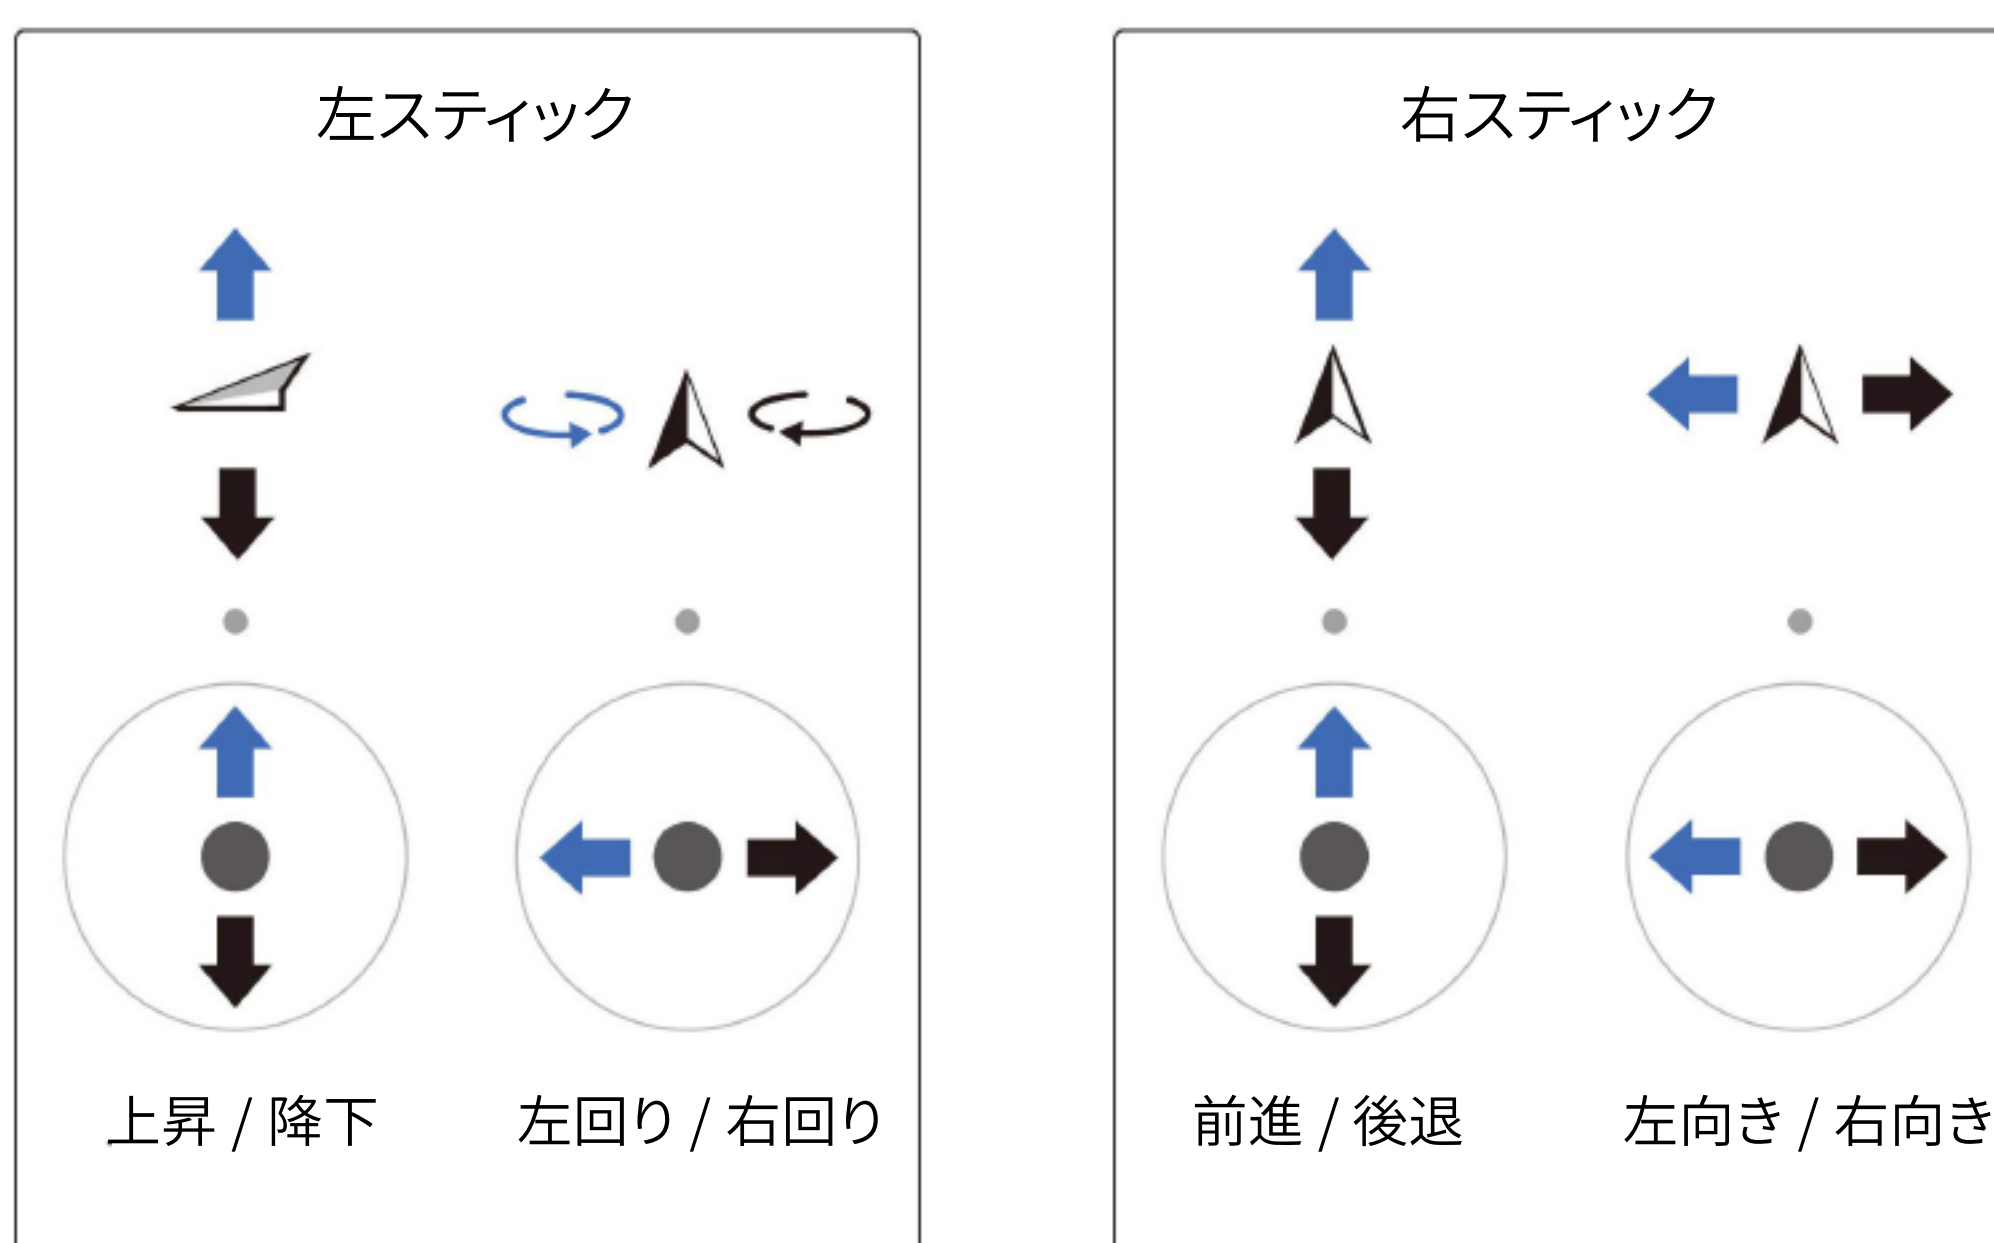 左スティック
右スティック
上昇 / 降下
左回り / 右回り
前進 / 後退
左向き / 右向き